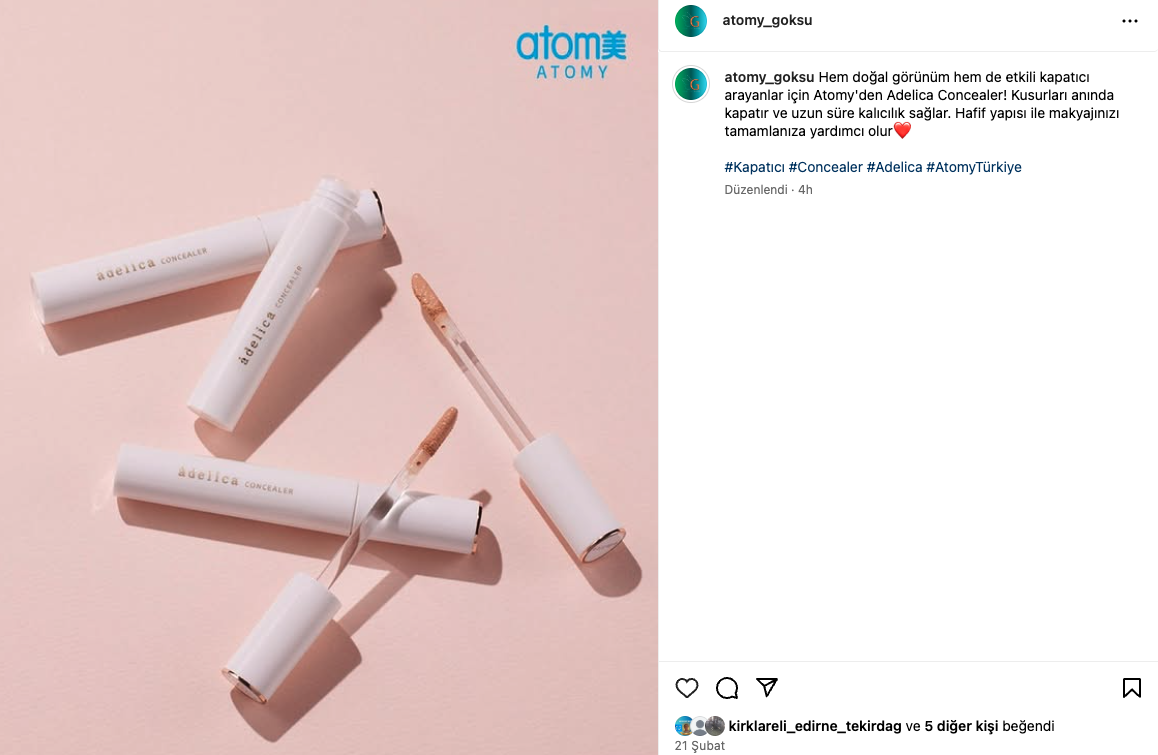 atom美
ATOMY
adelica CONCEALER
adelica CONCEALER
adelica CONCEALER
atomy_goksu
atomy_goksu Hem doğal görünüm hem de etkili kapatıcı
arayanlar için Atomy'den Adelica Concealer! Kusurları anında
kapatır ve uzun süre kalıcılık sağlar. Hafif yapısı ile makyajınızı
tamamlanıza yardımcı olur❤️
#Kapatıcı #Concealer #Adelica #AtomyTürkiye
Düzenlendi · 4h
kirklareli_edirne_tekirdag ve 5 diğer kişi beğendi
21 Şubat